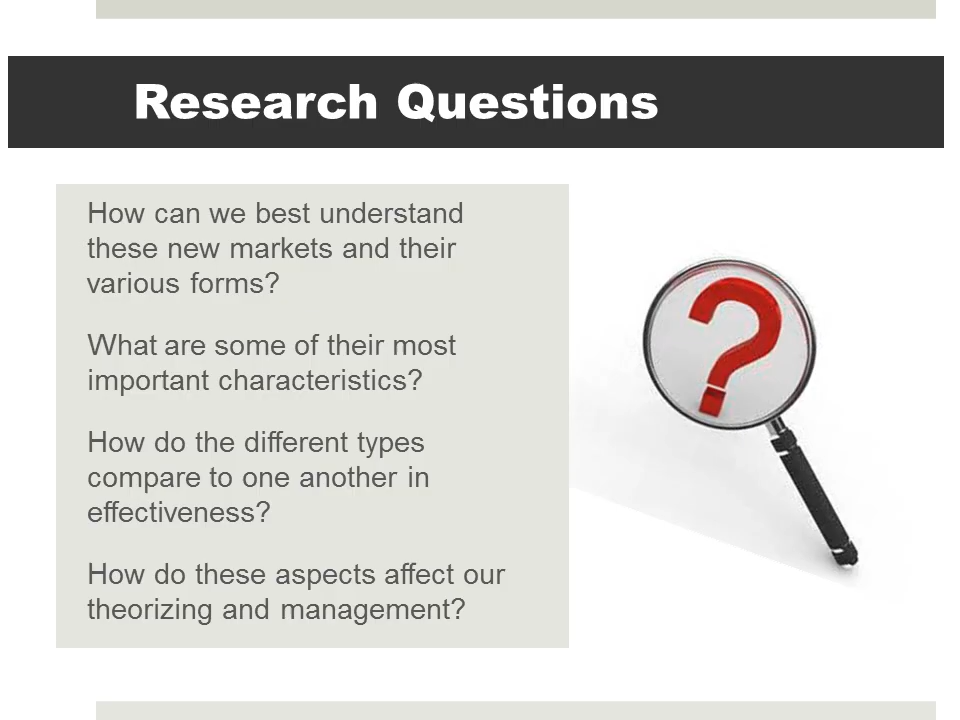 Research Questions
How can we best understand
these new markets and their
various forms?
What are some of their most
important characteristics?
How do the different types
compare to one another in
effectiveness?
How do these aspects affect our
theorizing and management?